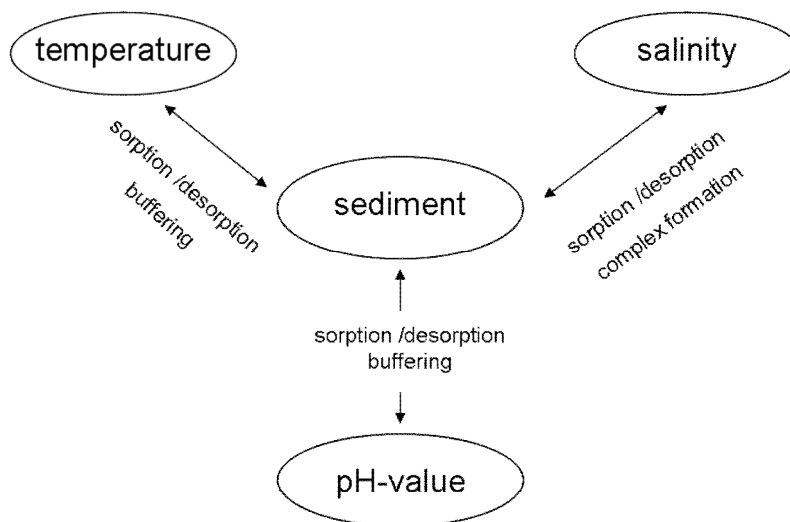 temperature
salinity
sorption /desorption
buffering
sediment
sorption /desorption
complex formation
sorption /desorption
buffering
pH-value